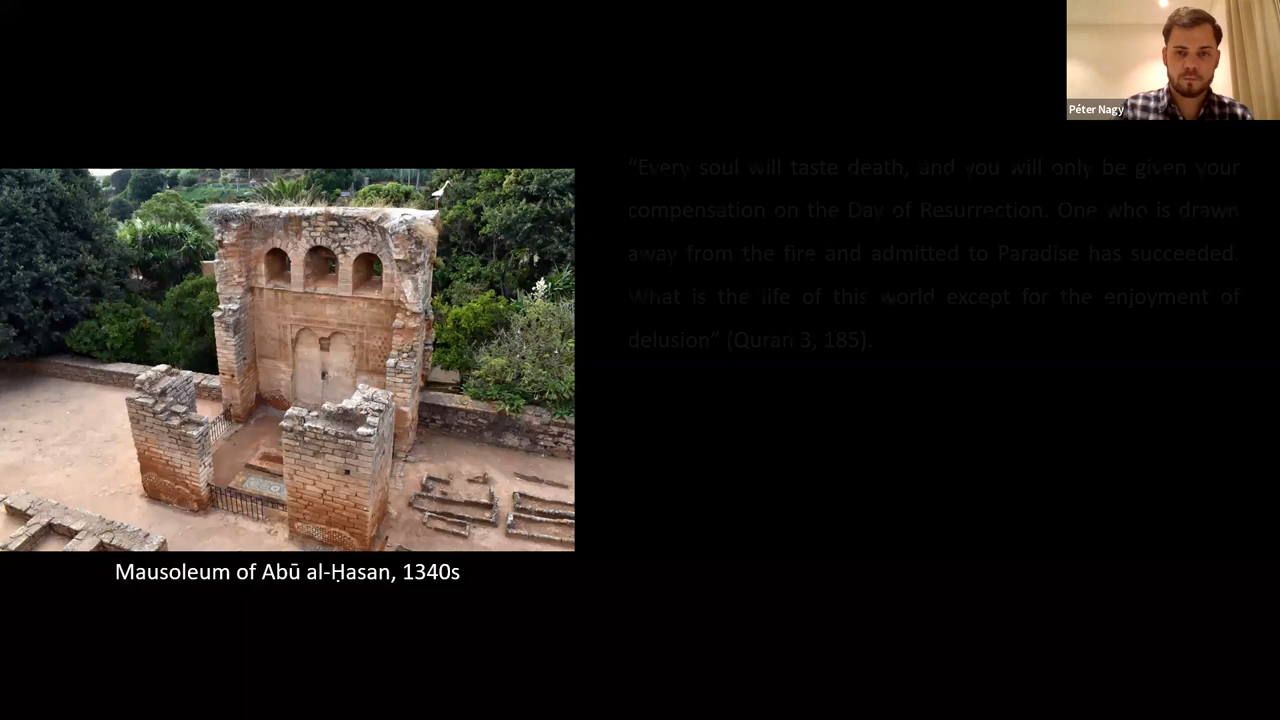 Péter Nagy
“Every soul will taste death, and you will only be given your
compensation on the Day of Resurrection. One who is drawn
away from the fire and admitted to Paradise has succeeded.
What is the life of this world except for the enjoyment of
delusion” (Quran 3, 185).
Mausoleum of Abū al-Ḥasan, 1340s